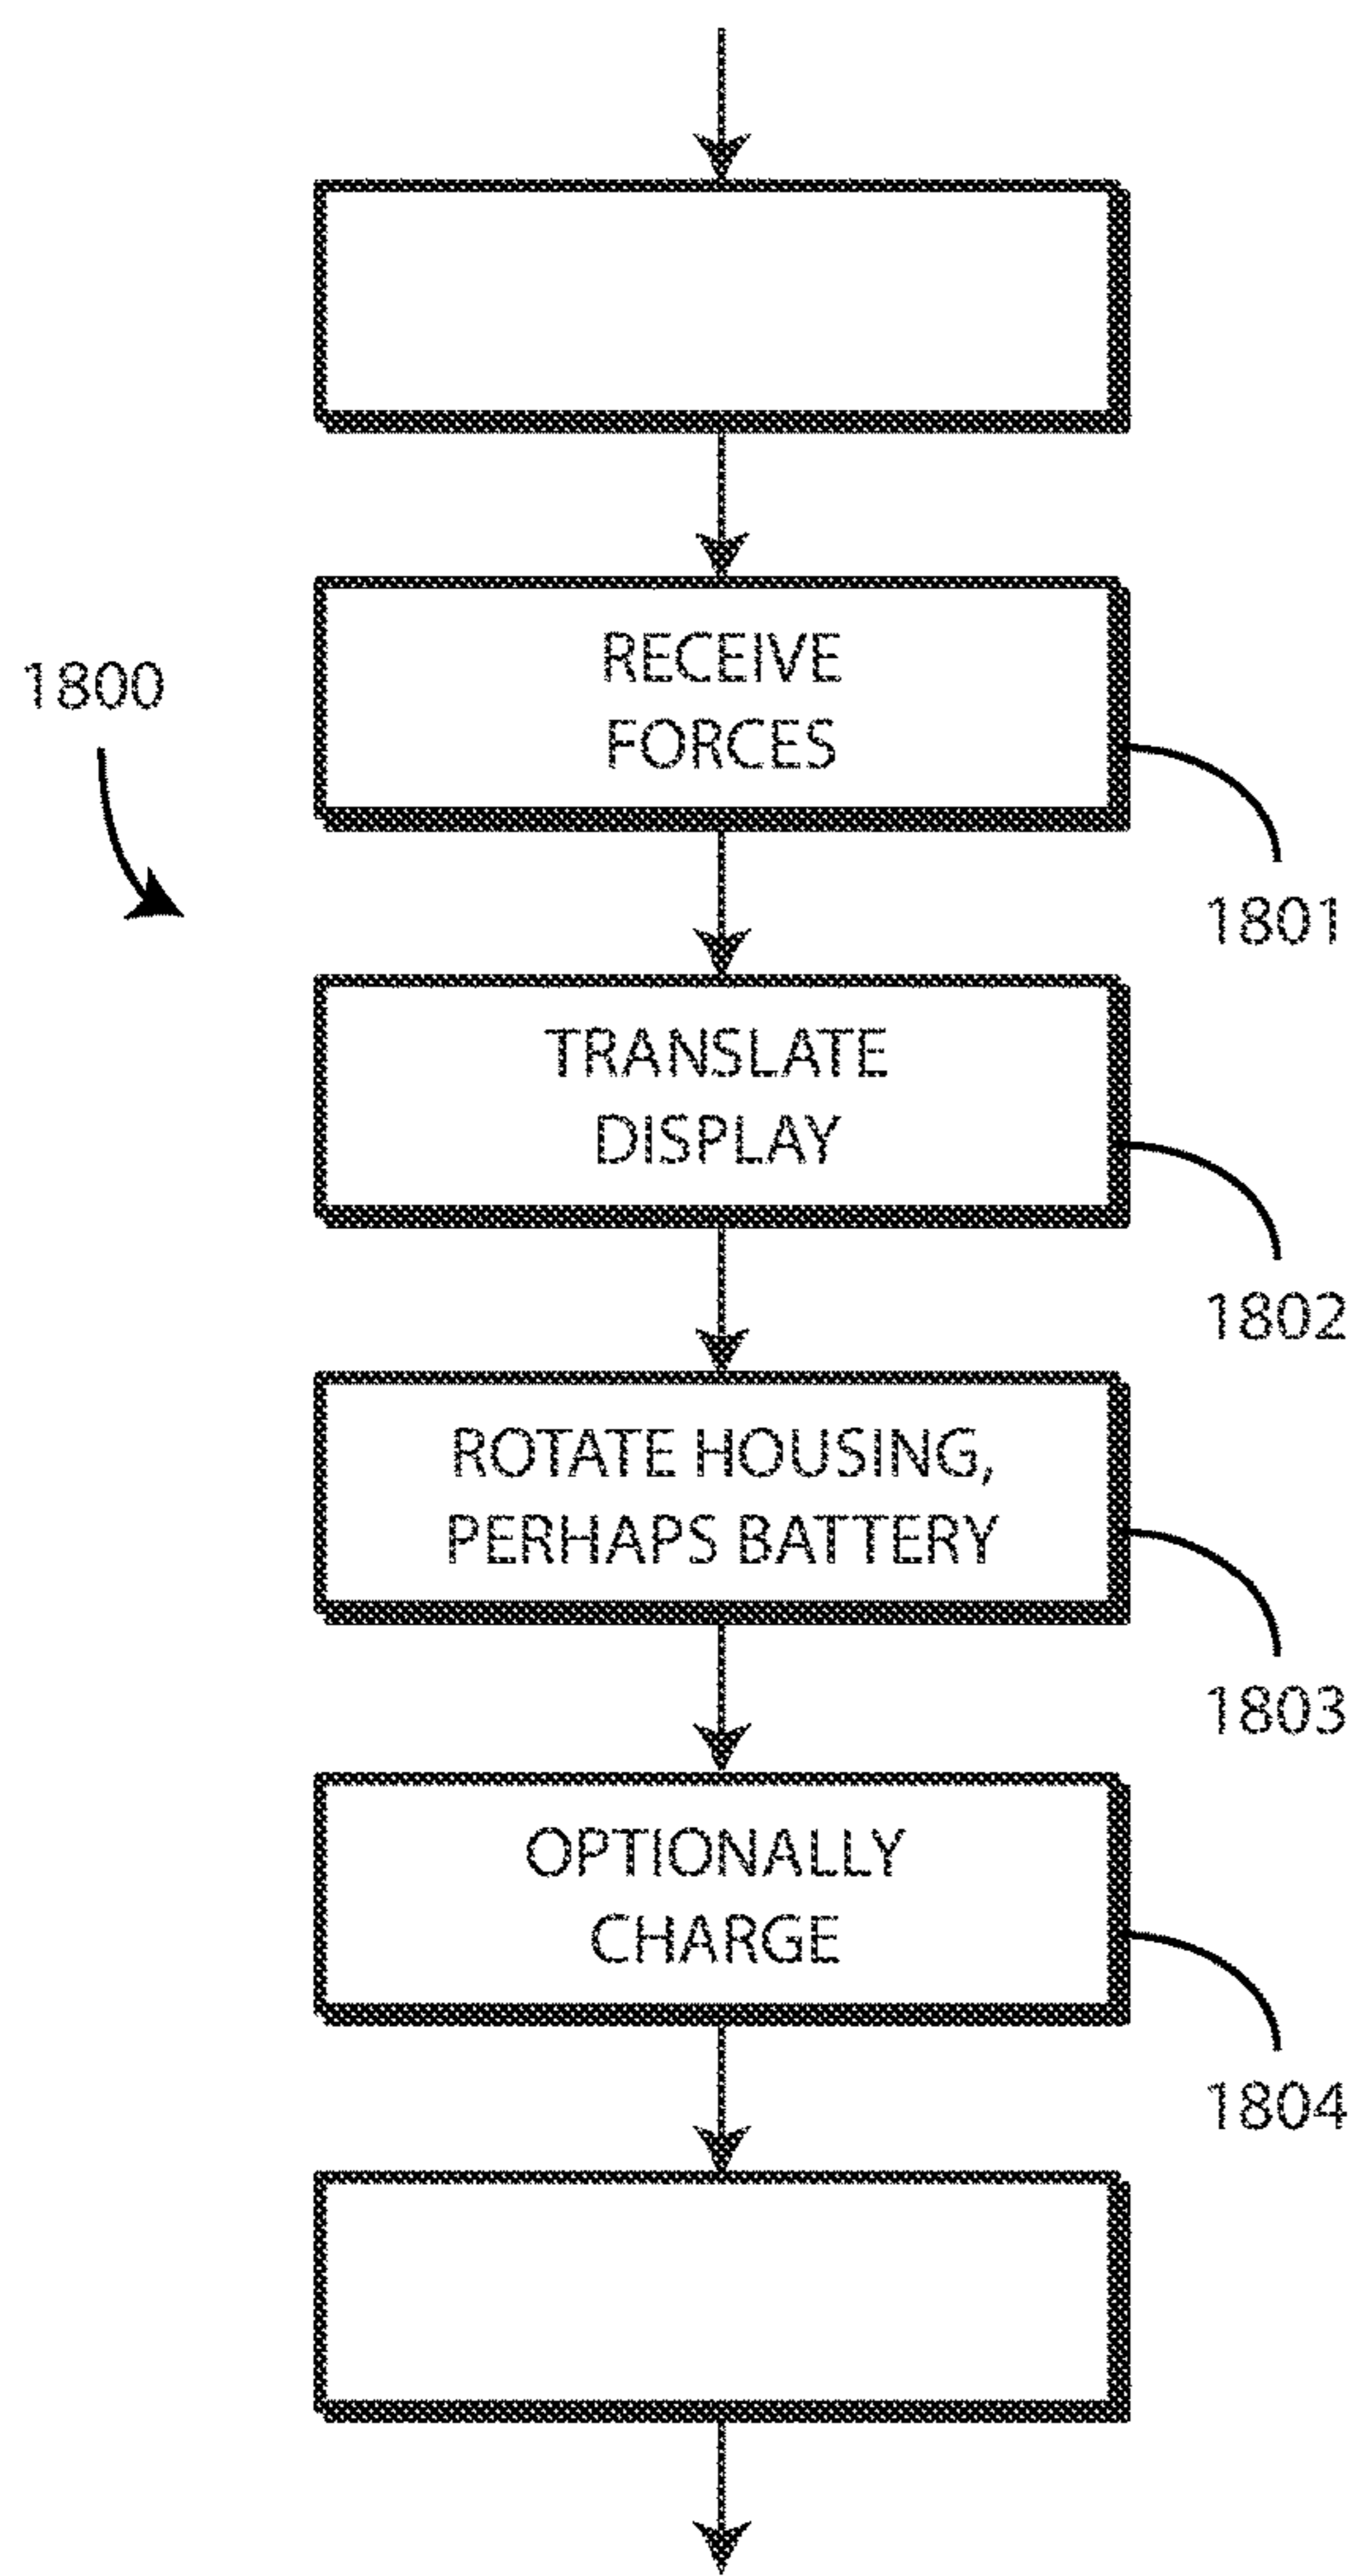 RECEIVE
FORCES
1800
1801
TRANSLATE
DISPLAY
1802
ROTATE HOUSING,
PERHAPS BATTERY
1803
OPTIONALLY
CHARGE
1804